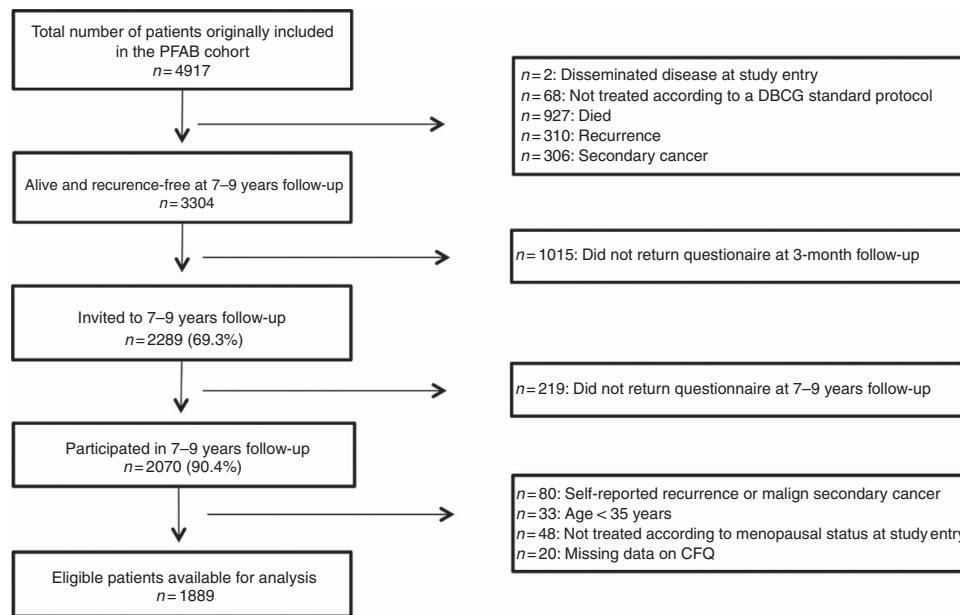 Total number of patients originally included
in the PFAB cohort
n=4917
n=2: Disseminated disease at study entry
n=68: Not treated according to a DBCG standard protocol
n=927: Died
n=310: Recurrence
n=306: Secondary cancer
Alive and recurence-free at 7–9 years follow-up
n=3304
n=1015: Did not return questionaire at 3-month follow-up
Invited to 7–9 years follow-up
n=2289 (69.3%)
n=219: Did not return questionnaire at 7–9 years follow-up
Participated in 7–9 years follow-up
n=2070 (90.4%)
n=80: Self-reported recurrence or malign secondary cancer
n=33: Age < 35 years
n=48: Not treated according to menopausal status at study entry
n=20: Missing data on CFQ
Eligible patients available for analysis
n=1889